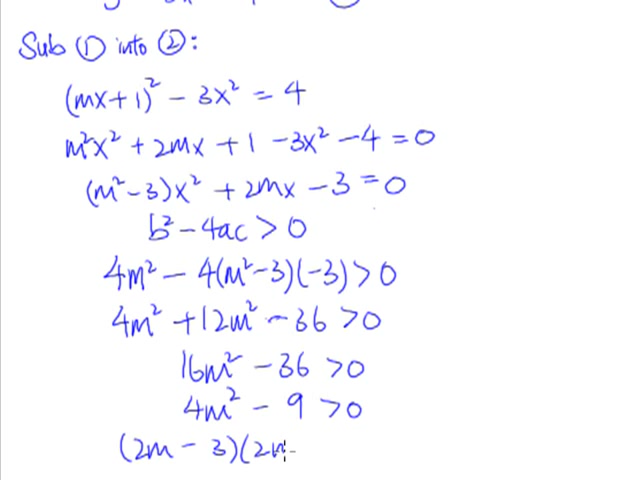 Sub ① into ②:
(mx+1)² - 3x² = 4
m²x² + 2mx + 1 - 3x² - 4 = 0
(m² - 3)x² + 2mx - 3 = 0
b² - 4ac > 0
4m² - 4(m² - 3)(-3) > 0
4m² + 12m² - 36 > 0
16m² - 36 > 0
4m² - 9 > 0
(2m - 3)(2m